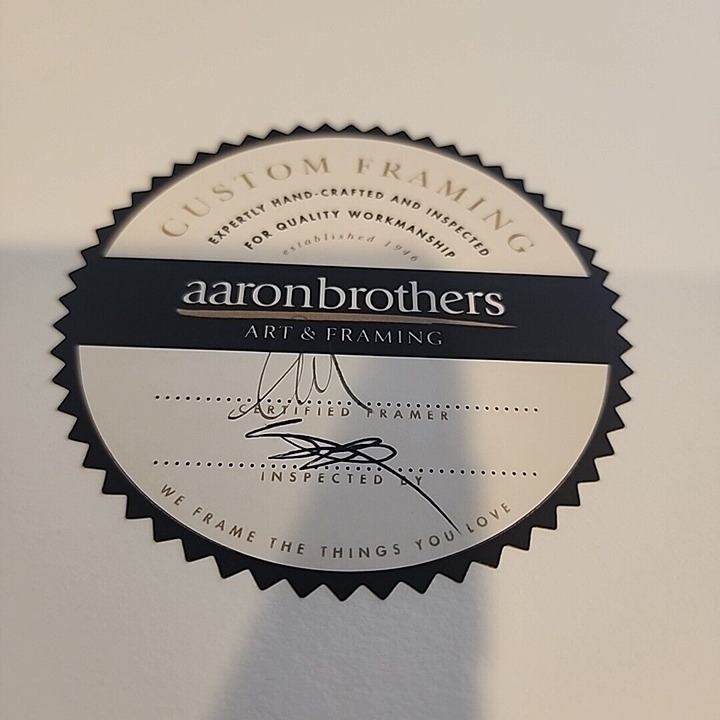 CUSTOM FRAMING
EXPERTLY HAND-CRAFTED AND INSPECTED
FOR QUALITY WORKMANSHIP
established 1946
aaronbrothers
ART & FRAMING
CERTIFIED FRAMER
INSPECTED BY
WE FRAME THE THINGS YOU LOVE